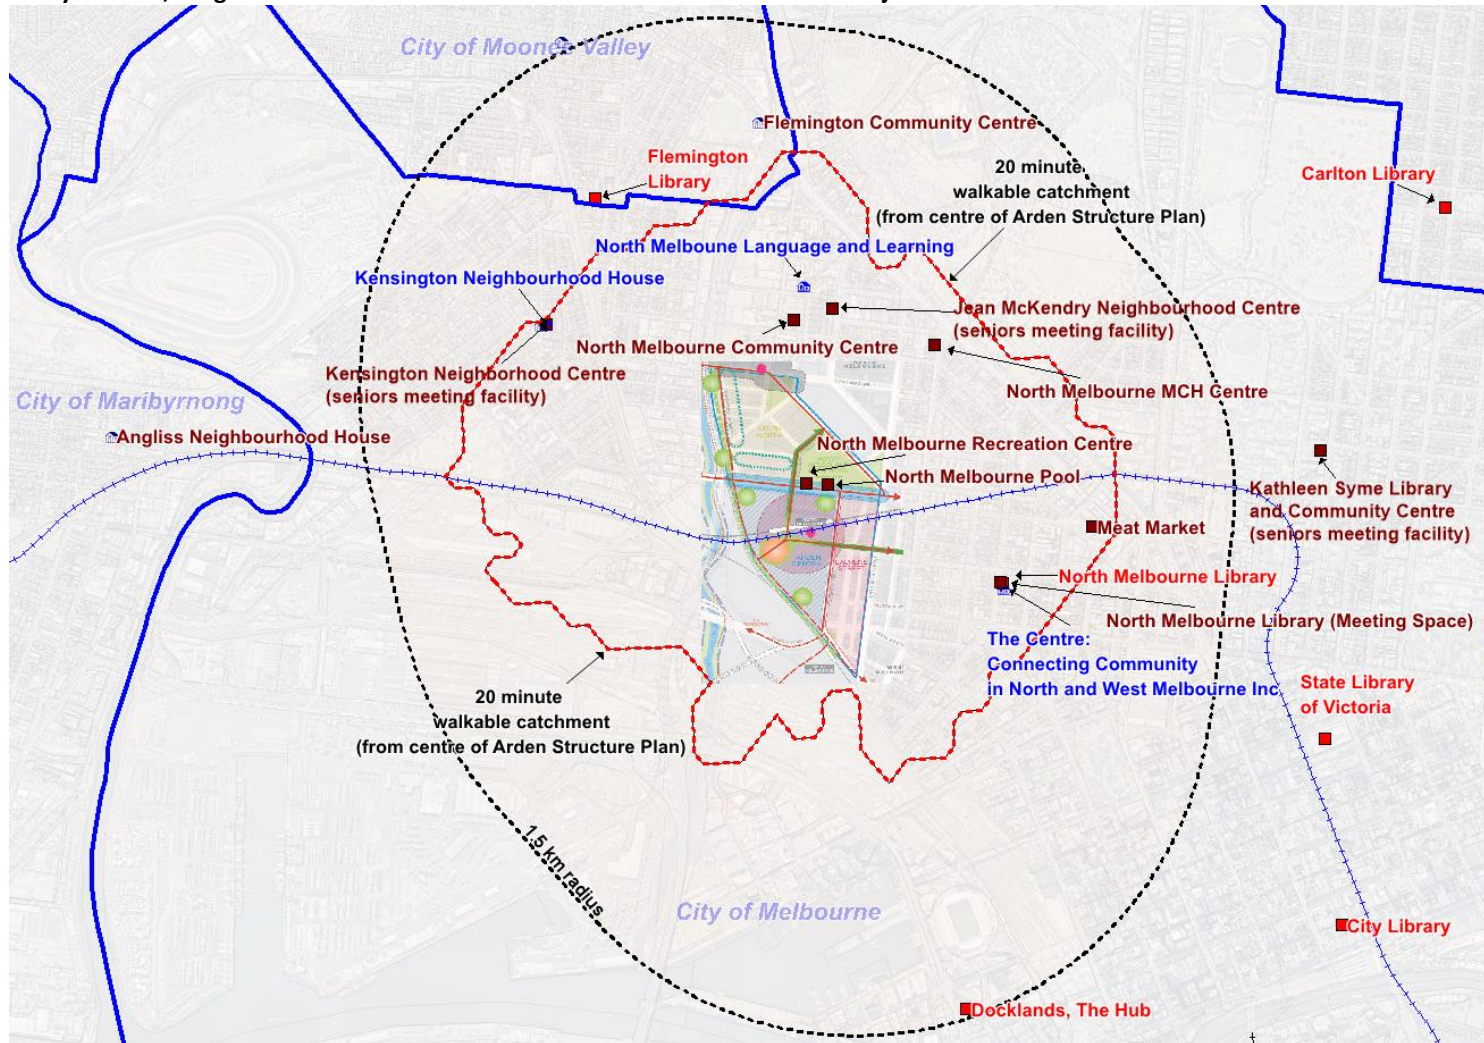 City of Moonee Valley
Flemington Community Centre
Flemington
Library
20 minute
walkable catchment
(from centre of Arden Structure Plan)
Carlton Library
North Melboune Language and Learning
Kensington Neighbourhood House
Jean McKendry Neighbourhood Centre
(seniors meeting facility)
North Melbourne Community Centre
Kensington Neighborhood Centre
(seniors meeting facility)
North Melbourne MCH Centre
City of Maribyrnong
Angliss Neighbourhood House
North Melbourne Recreation Centre
North Melbourne Pool
Kathleen Syme Library
and Community Centre
(seniors meeting facility)
Meat Market
North Melbourne Library
North Melbourne Library (Meeting Space)
The Centre:
Connecting Community
in North and West Melbourne Inc
State Library
of Victoria
20 minute
walkable catchment
(from centre of Arden Structure Plan)
1.5 km radius
City of Melbourne
City Library
Docklands, The Hub